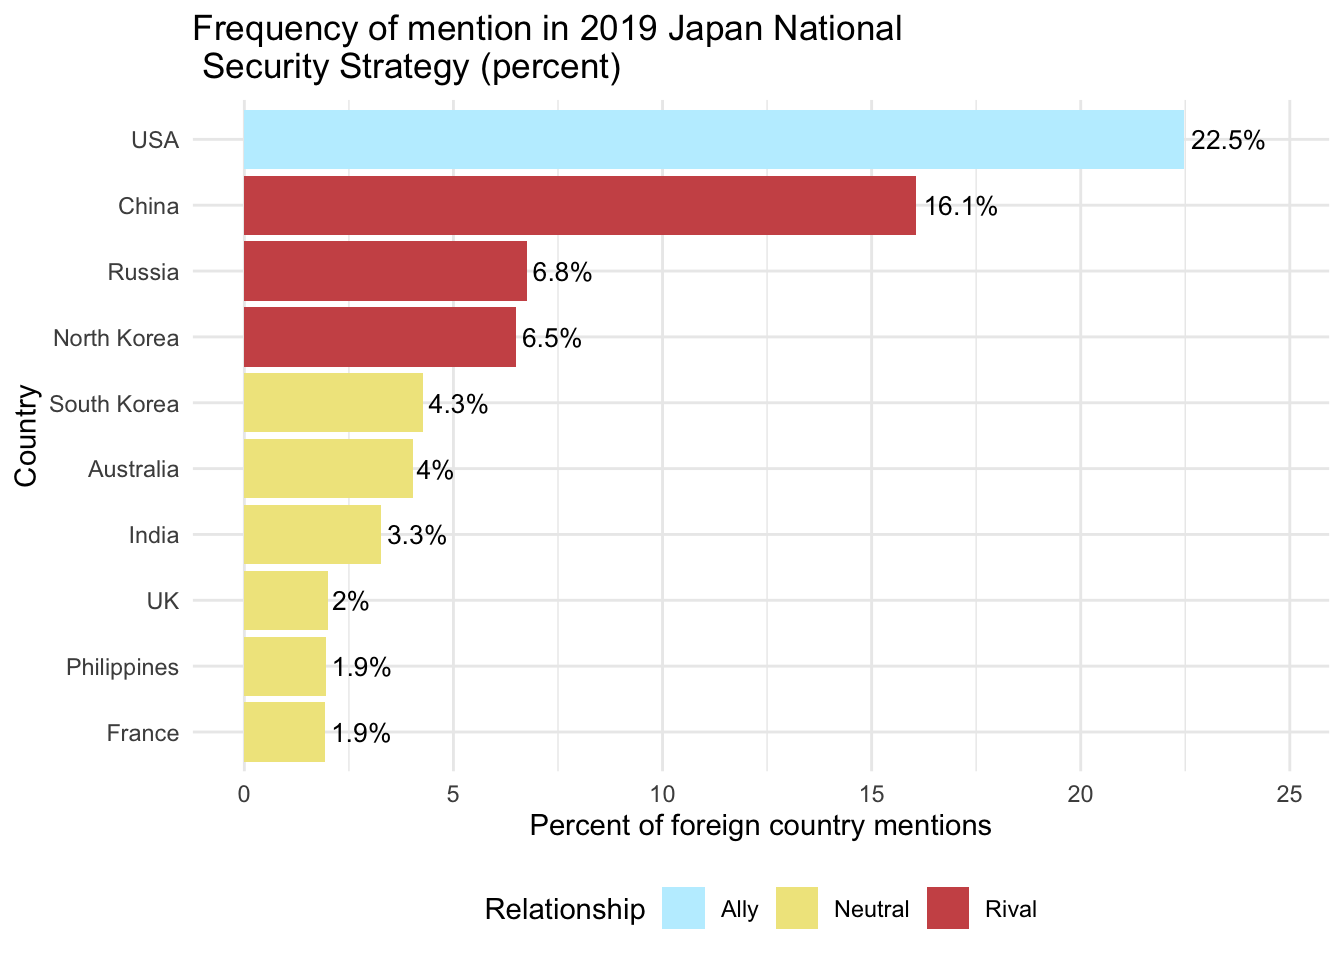 Frequency of mention in 2019 Japan National
Security Strategy (percent)
Country
USA 22.5%
China 16.1%
Russia 6.8%
North Korea 6.5%
South Korea 4.3%
Australia 4%
India 3.3%
UK 2%
Philippines 1.9%
France 1.9%
0 5 10 15 20 25
Percent of foreign country mentions
Relationship Ally Neutral Rival